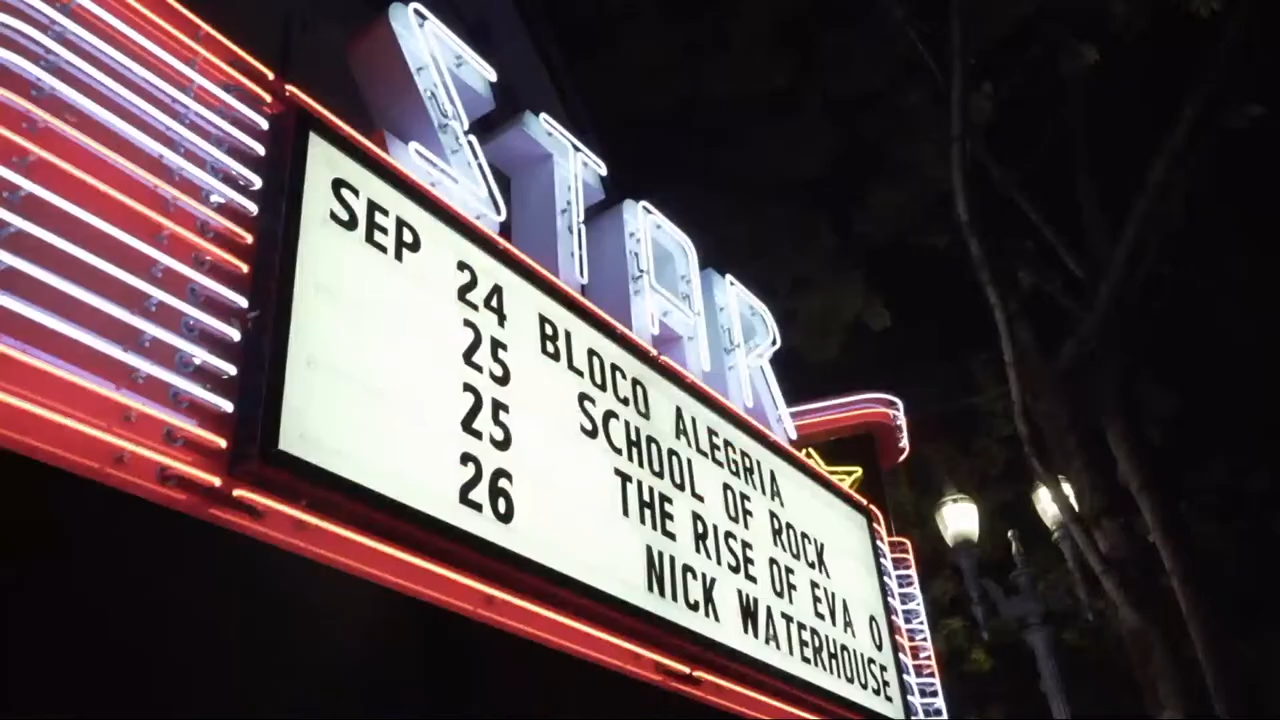 STAR
SEP 24 BLOCO ALEGRIA
25 SCHOOL OF ROCK
25 THE RISE OF EVA O
26 NICK WATERHOUSE